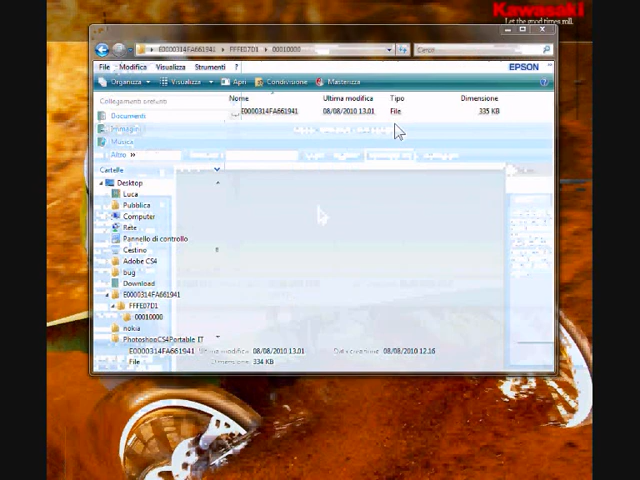 Kawasaki
Let the good times roll.
E0000314FA661941 FFFE07D1 00010000
Cerca
File Modifica Visualizza Strumenti ?
EPSON
Organizza Visualizza Apri Condivisione Masterizza
Collegamenti preferiti
Nome Ultima modifica Tipo Dimensione
E0000314FA661941 08/08/2010 13.01 File 335 KB
Documenti
Immagini
Musica
Altro »
Cartelle
Desktop
Luca
Pubblica
Computer
Rete
Pannello di controllo
Cestino
Adobe CS4
bug
Download
E0000314FA661941
FFFE07D1
00010000
nokia
PhotoshopCS4Portable IT
E0000314FA661941 Ultima modifica: 08/08/2010 13.01 Data creazione: 08/08/2010 12.16
File Dimensione: 334 KB